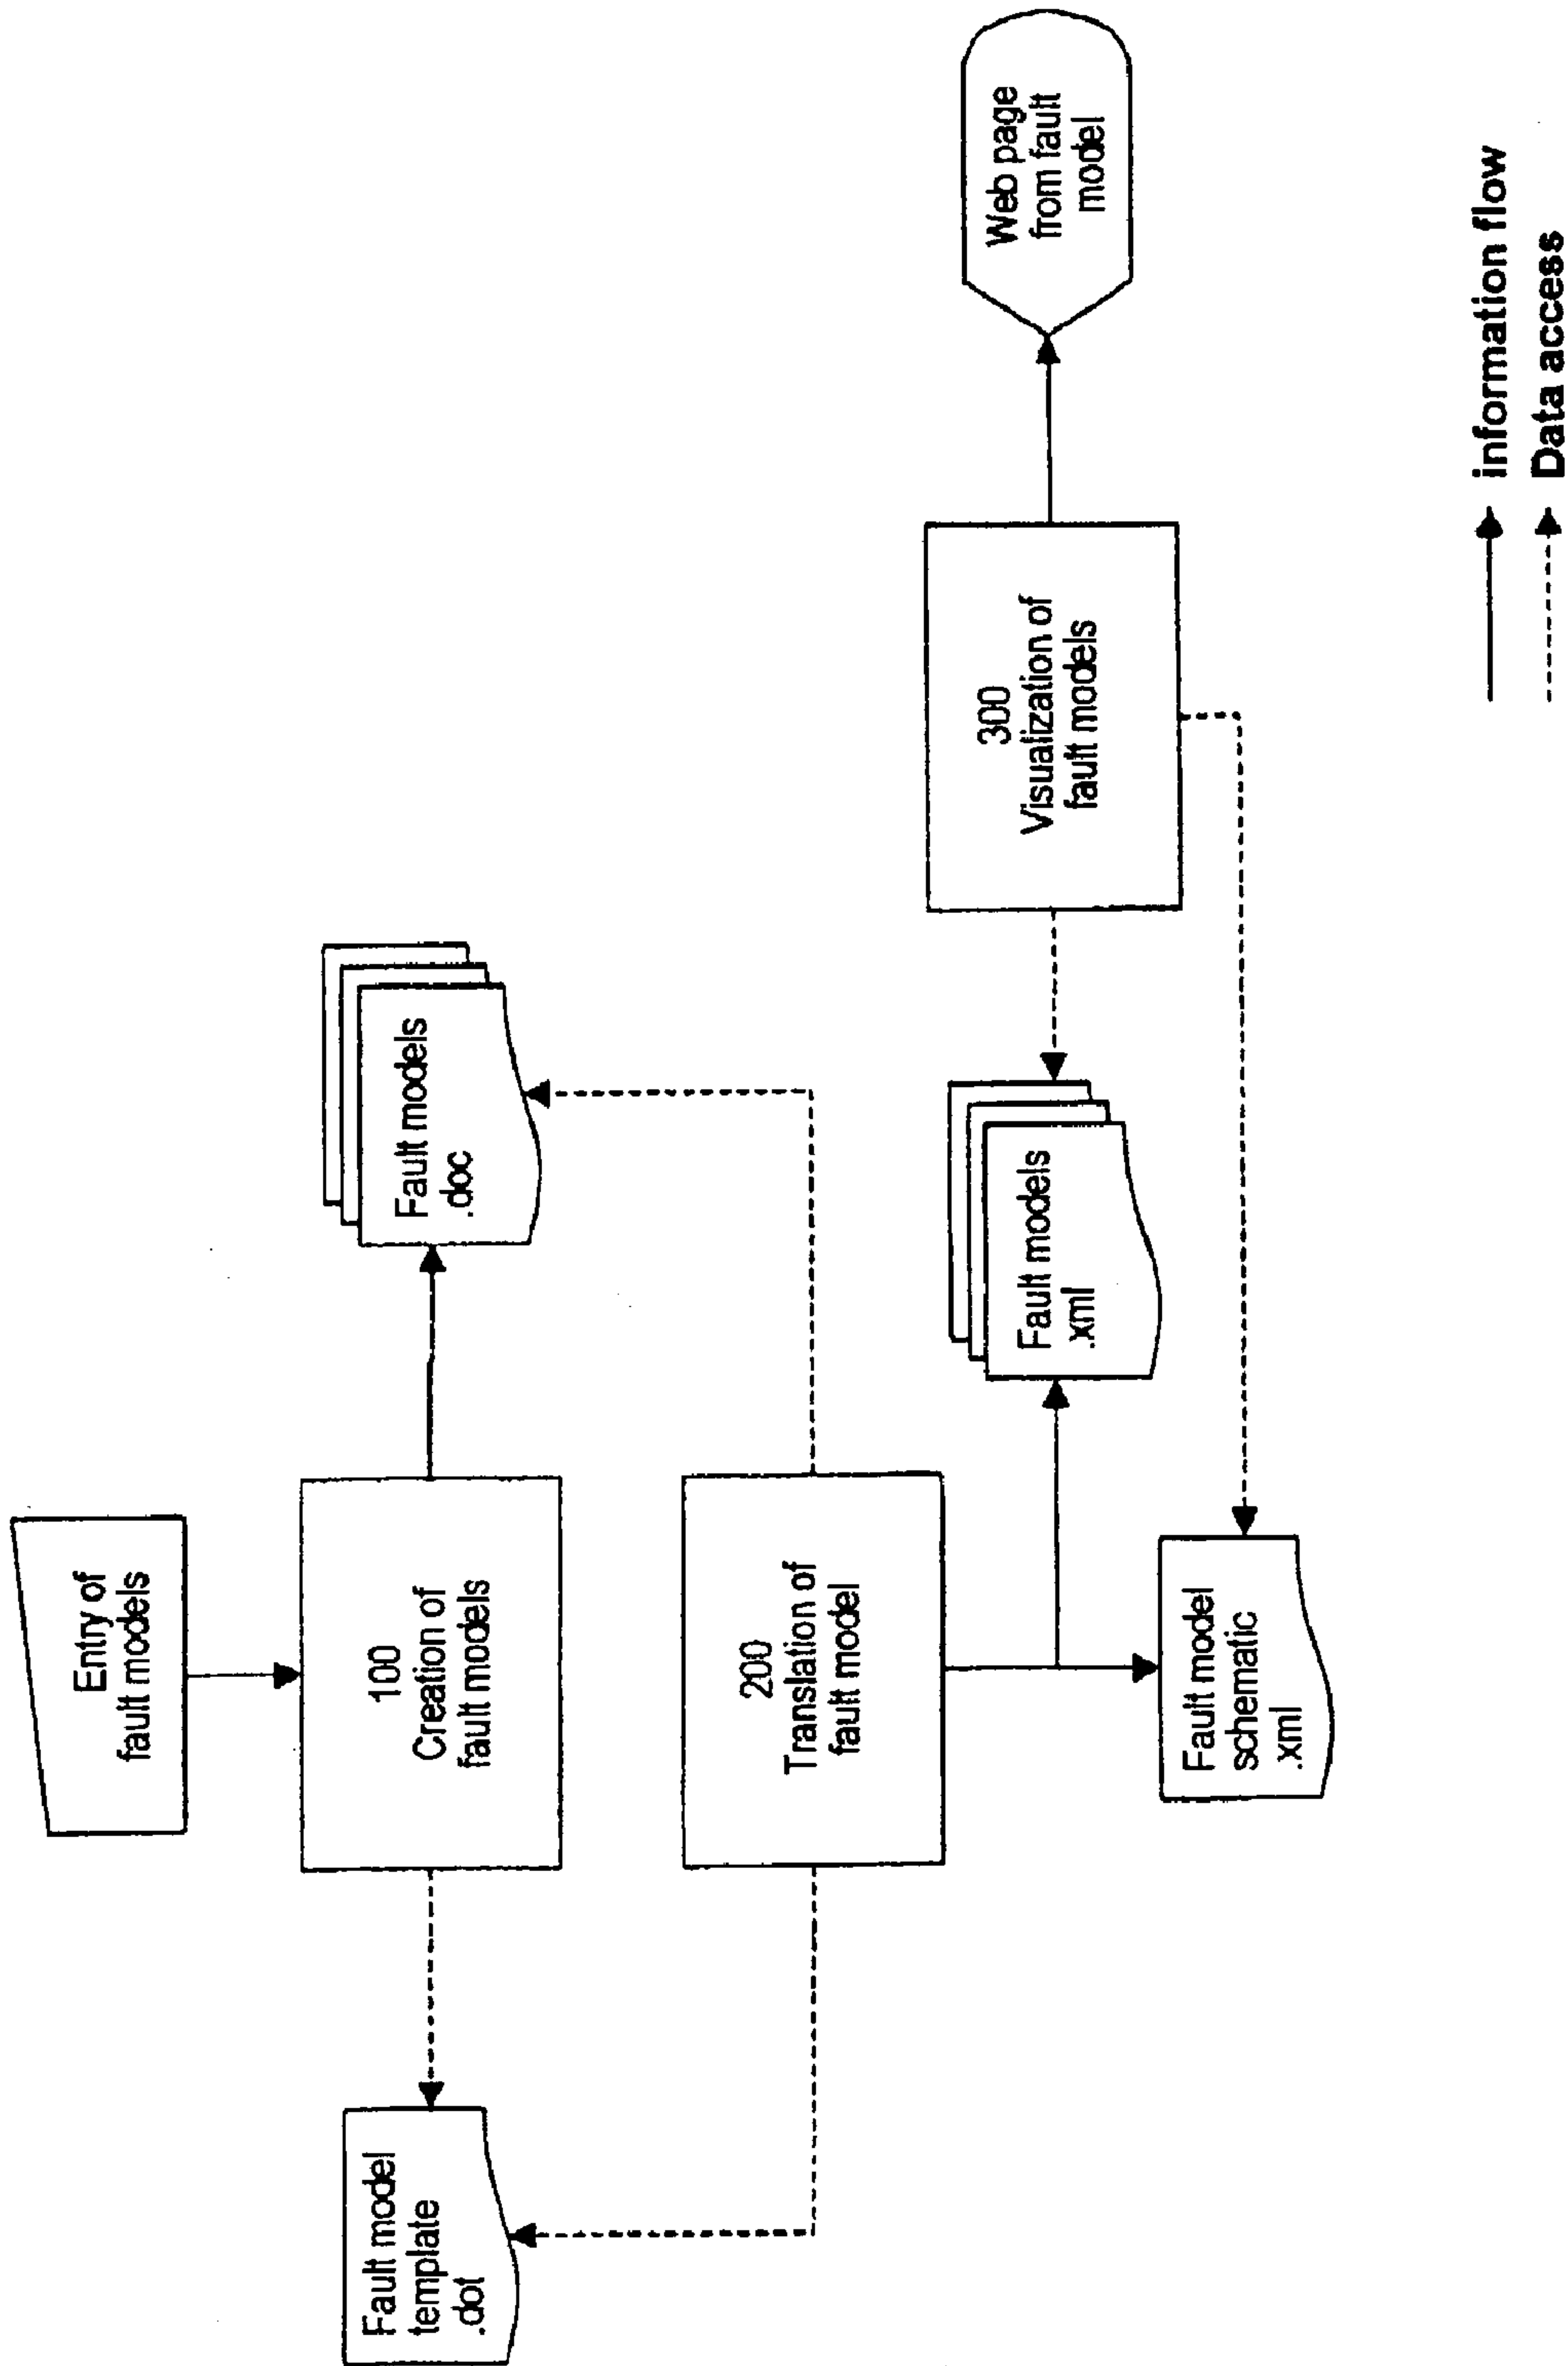 Entry of
fault models
Fault model
template
.dot
100
Creation of
fault models
Fault models
.doc
200
Translation of
fault model
Fault models
.xml
Fault model
schematic
.xml
300
Visualization of
fault models
Web page
from fault
model
information flow
Data access